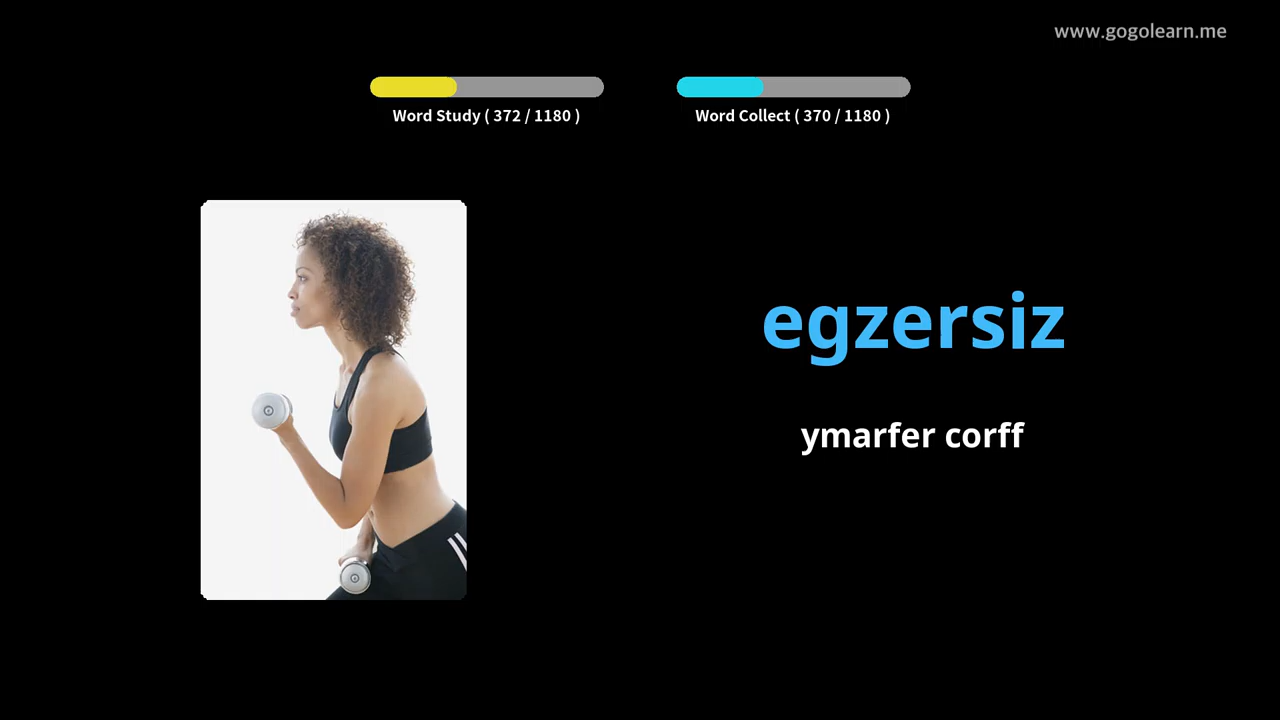 www.gogolearn.me
Word Study ( 372 / 1180 )
Word Collect ( 370 / 1180 )
egzersiz
ymarfer corff